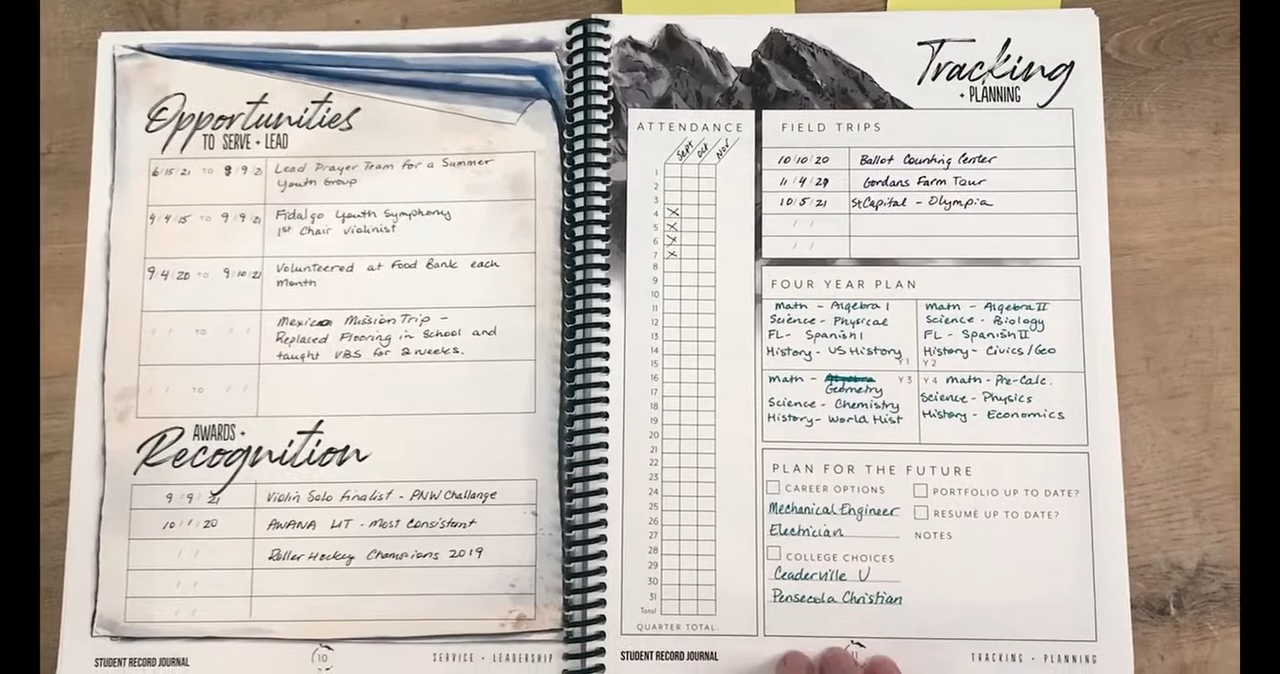 Opportunities
TO SERVE + LEAD
6/15/21 TO 8/9/21 Lead Prayer Team for a Summer
Youth Group
9/9/15 TO 9/9/21 Fidalgo Youth Symphony
1st Chair Violinist
9/4/20 TO 9/10/21 Volunteered at Food Bank each
month
/ / TO / / Mexico Mission Trip -
Replaced Flooring in School and
taught VBS for 2 weeks.
/ / TO / /
AWARDS +
Recognition
9/9/21 Violin Solo Finalist - PNW Challange
10/1/20 AWANA LIT - Most Consistant
/ / Roller Hockey Champions 2019
/ /
/ /
STUDENT RECORD JOURNAL
10
SERVICE + LEADERSHIP
Tracking
+ PLANNING
ATTENDANCE
SEPT OCT NOV
1
2
3
4 X
5 X
6 X
7 X
8
9
10
11
12
13
14
15
16
17
18
19
20
21
22
23
24
25
26
27
28
29
30
31
Total
QUARTER TOTAL
FIELD TRIPS
10/10/20 Ballot Counting Center
11/4/20 Gordans Farm Tour
10/5/21 St Capital - Olympia
/ /
/ /
FOUR YEAR PLAN
Math - Algebra I
Science - Physical
FL - Spanish I
History - US History
Y1
Math - Algebra II
Science - Biology
FL - Spanish II
History - Civics/Geo
Y2
Math - Algebra Y3
Geometry
Science - Chemistry
History - World Hist
Y4 Math - Pre-Calc.
Science - Physics
History - Economics
PLAN FOR THE FUTURE
CAREER OPTIONS
Mechanical Engineer
Electrician
COLLEGE CHOICES
Ceaderville U
Pensecola Christian
PORTFOLIO UP TO DATE?
RESUME UP TO DATE?
NOTES
STUDENT RECORD JOURNAL
11
TRACKING + PLANNING